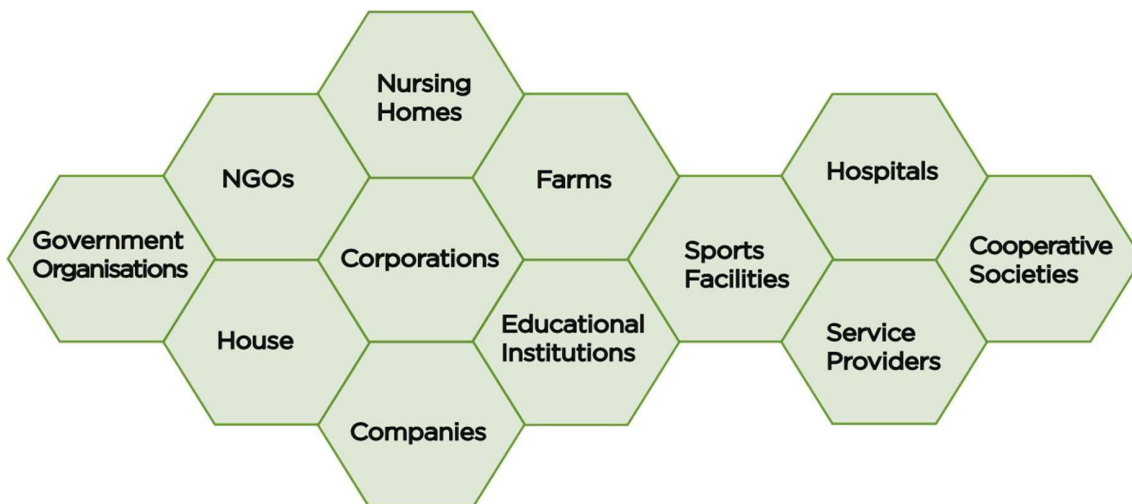 Nursing
Homes
NGOs
Farms
Hospitals
Government
Organisations
Corporations
Sports
Facilities
Cooperative
Societies
House
Educational
Institutions
Service
Providers
Companies